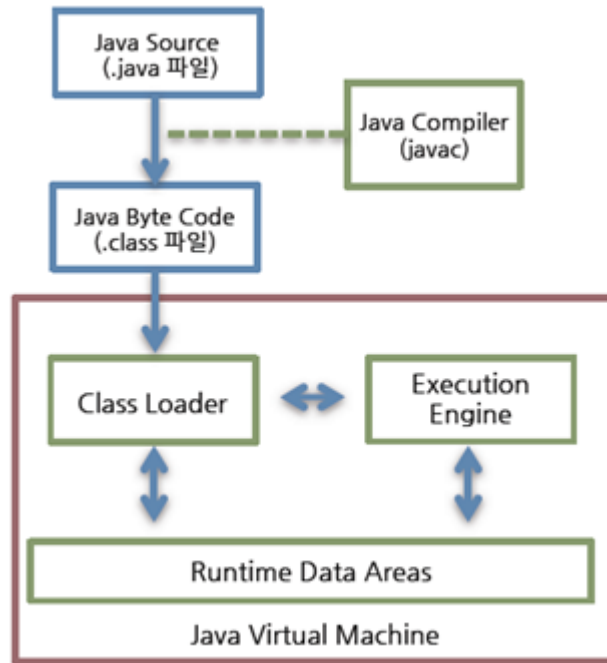 Java Source
(.java 파일)
Java Compiler
(javac)
Java Byte Code
(.class 파일)
Class Loader
Execution
Engine
Runtime Data Areas
Java Virtual Machine